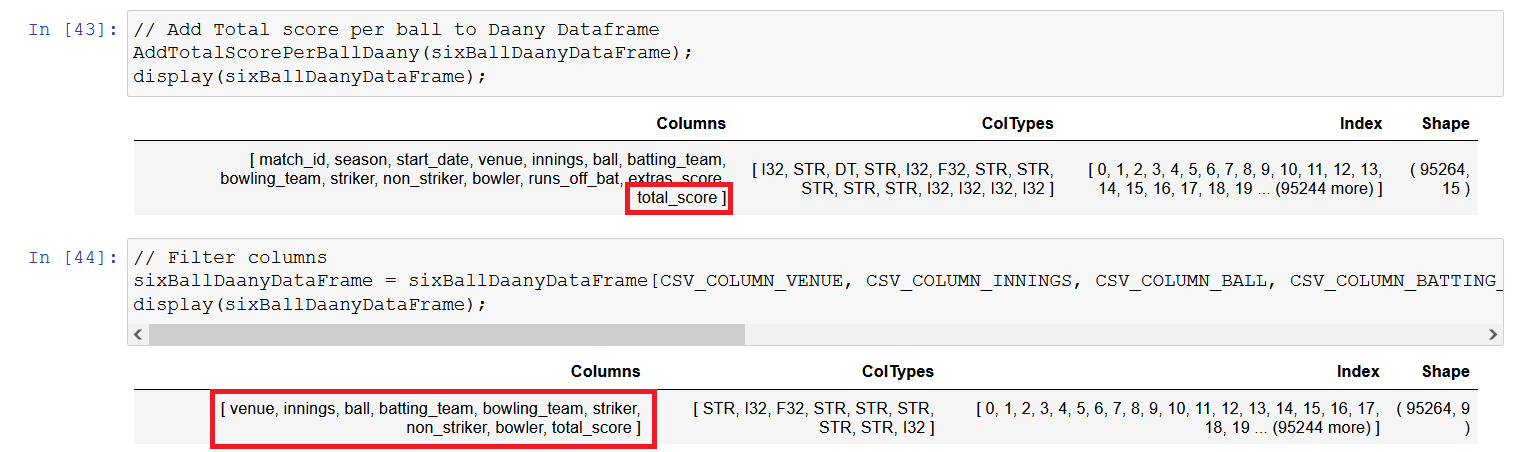 In [43]: // Add Total score per ball to Daany Dataframe
AddTotalScorePerBallDaany(sixBallDaanyDataFrame);
display(sixBallDaanyDataFrame);
Columns ColTypes Index Shape
[ match_id, season, start_date, venue, innings, ball, batting_team, [ I32, STR, DT, STR, I32, F32, STR, STR, [ 0, 1, 2, 3, 4, 5, 6, 7, 8, 9, 10, 11, 12, 13, ( 95264,
bowling_team, striker, non_striker, bowler, runs_off_bat, extras, score, STR, STR, STR, I32, I32, I32, I32 ] 14, 15, 16, 17, 18, 19 ... (95244 more) ] 15 )
total_score ]
In [44]: // Filter columns
sixBallDaanyDataFrame = sixBallDaanyDataFrame[CSV_COLUMN_VENUE, CSV_COLUMN_INNINGS, CSV_COLUMN_BALL, CSV_COLUMN_BATTING_
display(sixBallDaanyDataFrame);
Columns ColTypes Index Shape
[ venue, innings, ball, batting_team, bowling_team, striker, [ STR, I32, F32, STR, STR, STR, [ 0, 1, 2, 3, 4, 5, 6, 7, 8, 9, 10, 11, 12, 13, 14, 15, 16, 17, ( 95264, 9
non_striker, bowler, total_score ] STR, STR, I32 ] 18, 19 ... (95244 more) ] )